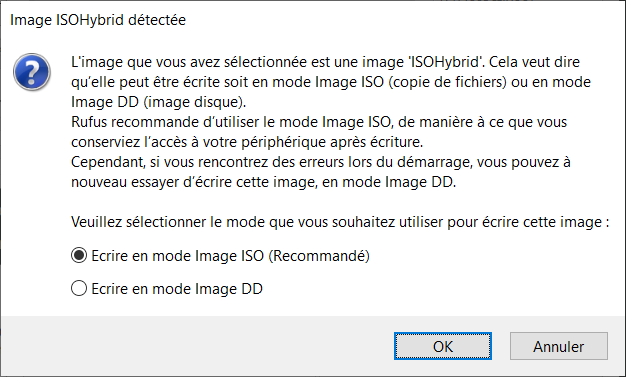 Image ISOHybrid détectée
L'image que vous avez sélectionnée est une image 'ISOHybrid'. Cela veut dire
qu’elle peut être écrite soit en mode Image ISO (copie de fichiers) ou en mode
Image DD (image disque).
Rufus recommande d’utiliser le mode Image ISO, de manière à ce que vous
conserviez l’accès à votre périphérique après écriture.
Cependant, si vous rencontrez des erreurs lors du démarrage, vous pouvez à
nouveau essayer d’écrire cette image, en mode Image DD.
Veuillez sélectionner le mode que vous souhaitez utiliser pour écrire cette image :
Ecrire en mode Image ISO (Recommandé)
Ecrire en mode Image DD
OK
Annuler